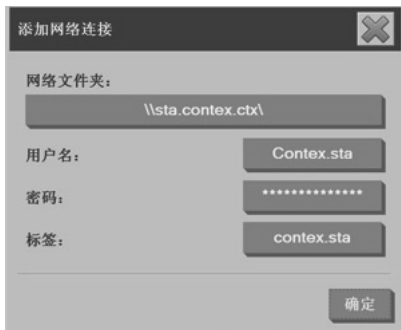 添加网络连接
网络文件夹：
\\sta.contex.ctx\
用户名： Contex.sta
密码： **************
标签： contex.sta
确定